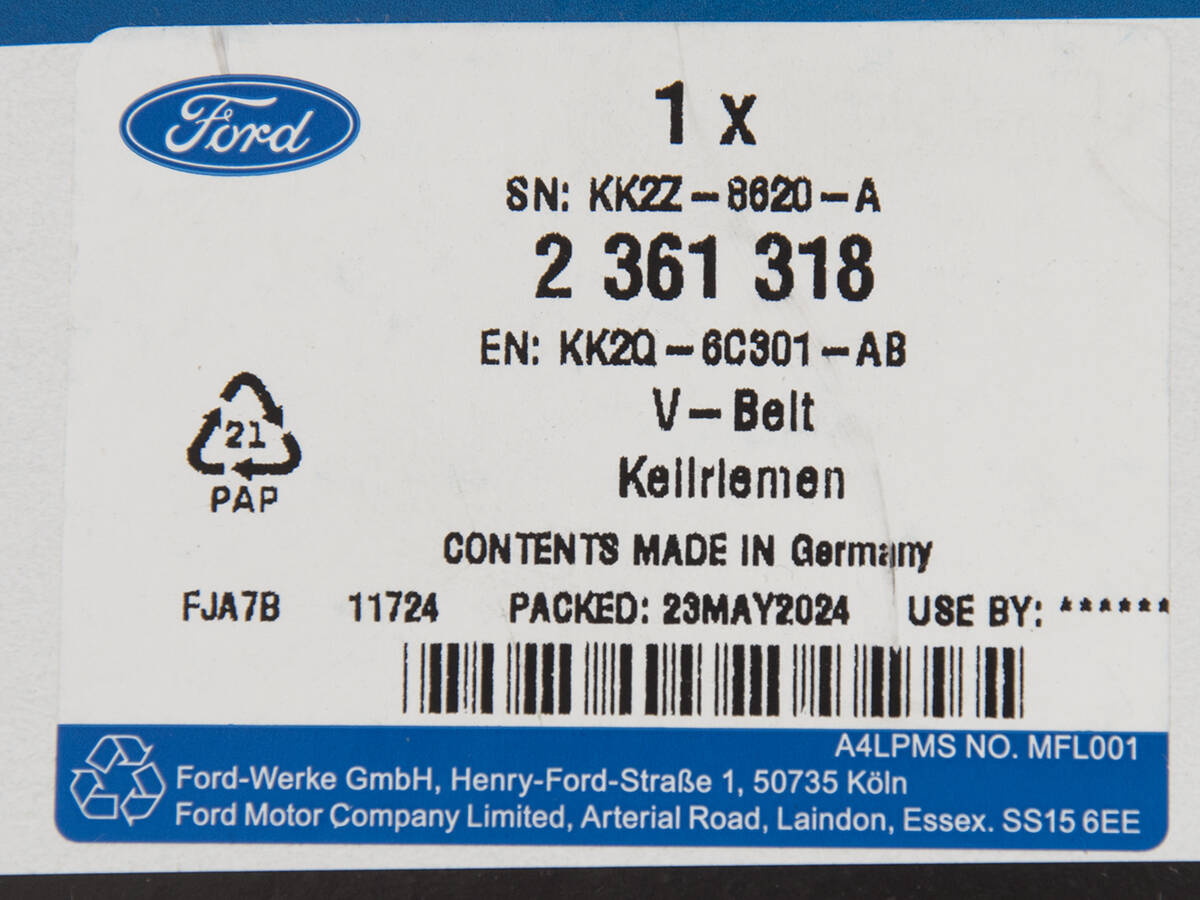 Ford
1 x
SN: KK2Z-8620-A
2 361 318
EN: KK2Q-6C301-AB
V-Belt
Keilriemen
21
PAP
CONTENTS MADE IN Germany
FJA7B 11724 PACKED: 23MAY2024 USE BY: ******
A4LPMS NO. MFL001
Ford-Werke GmbH, Henry-Ford-Straße 1, 50735 Köln
Ford Motor Company Limited, Arterial Road, Laindon, Essex. SS15 6EE